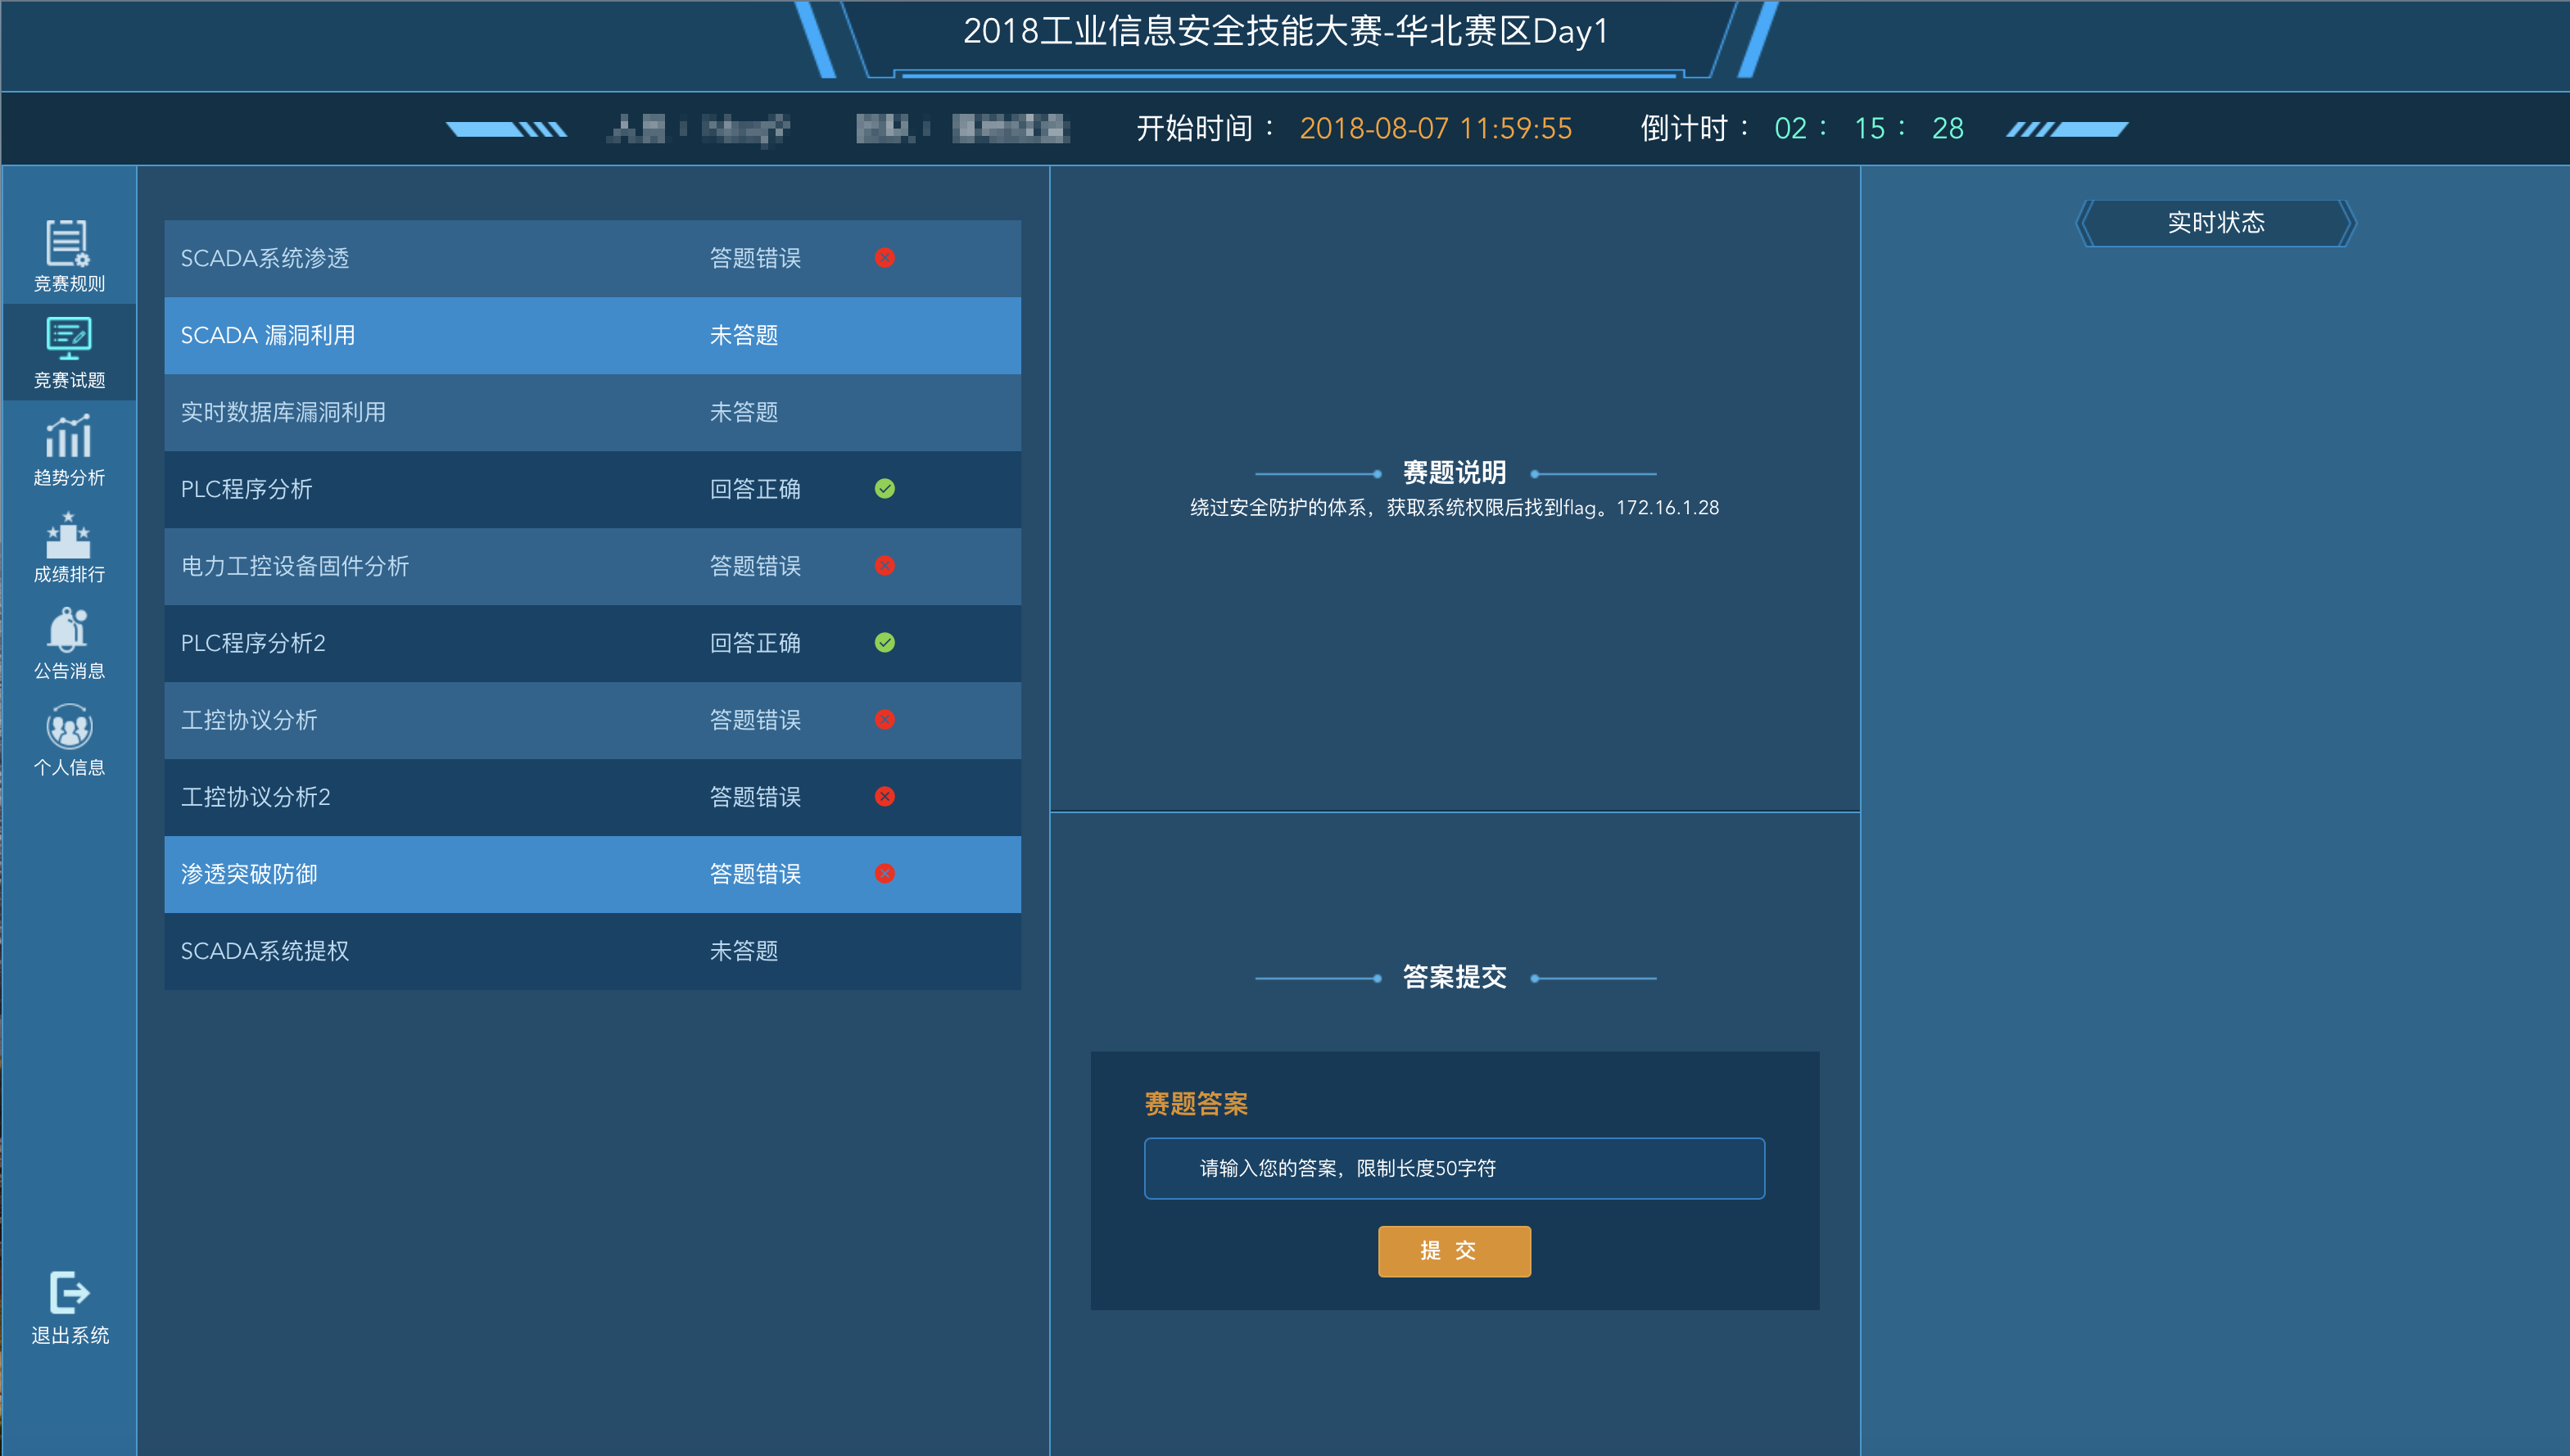 2018工业信息安全技能大赛-华北赛区Day1
开始时间： 2018-08-07 11:59:55 倒计时： 02： 15： 28
竞赛规则
竞赛试题
趋势分析
成绩排行
公告消息
个人信息
退出系统
SCADA系统渗透 答题错误
SCADA 漏洞利用 未答题
实时数据库漏洞利用 未答题
PLC程序分析 回答正确
电力工控设备固件分析 答题错误
PLC程序分析2 回答正确
工控协议分析 答题错误
工控协议分析2 答题错误
渗透突破防御 答题错误
SCADA系统提权 未答题
赛题说明
绕过安全防护的体系，获取系统权限后找到flag。172.16.1.28
答案提交
赛题答案
请输入您的答案，限制长度50字符
提 交
实时状态